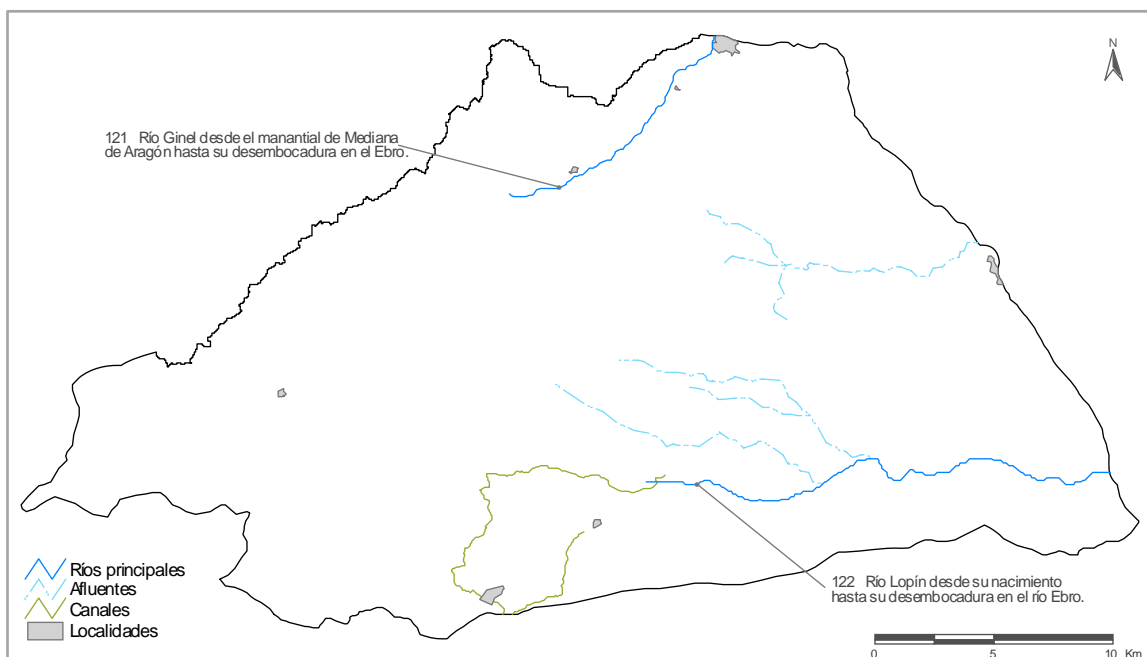 N
121 Río Ginel desde el manantial de Mediana
de Aragón hasta su desembocadura en el Ebro.
122 Río Lopín desde su nacimiento
hasta su desembocadura en el río Ebro.
Ríos principales
Afluentes
Canales
Localidades
0 5 10 Km